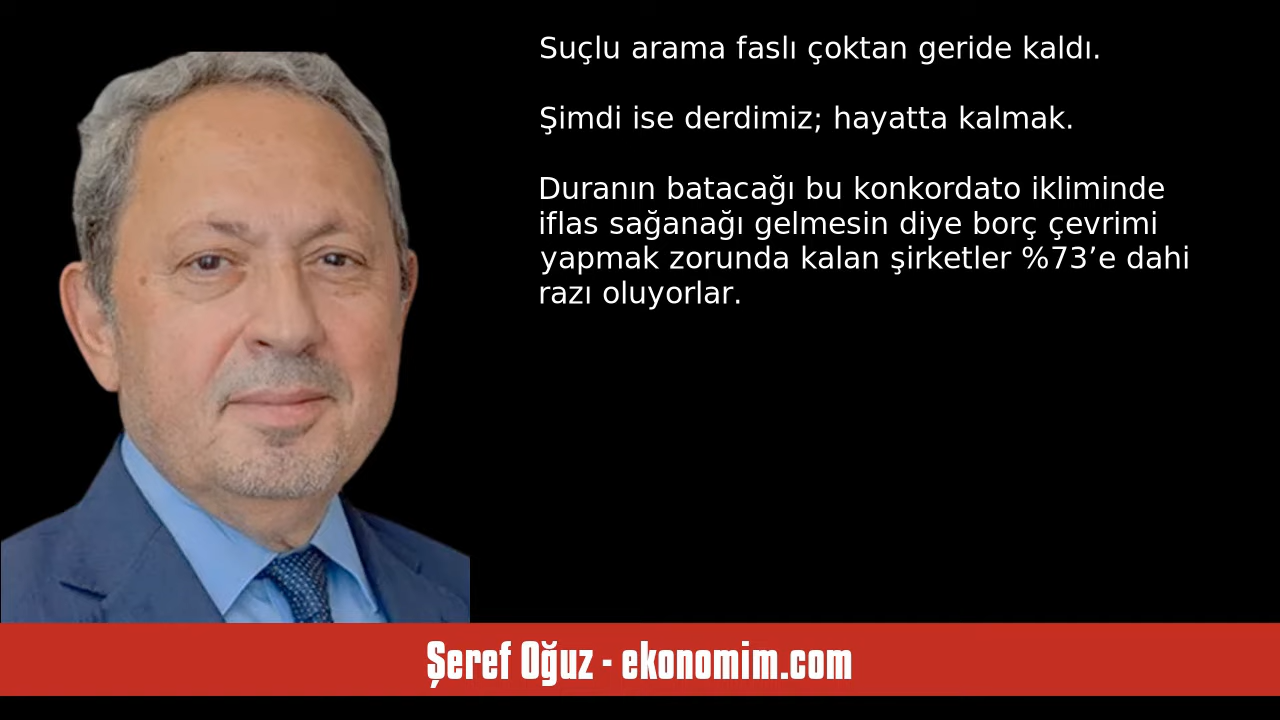 Suçlu arama faslı çoktan geride kaldı.
Şimdi ise derdimiz; hayatta kalmak.
Duranın batacağı bu konkordato ikliminde
iflas sağanağı gelmesin diye borç çevrimi
yapmak zorunda kalan şirketler %73’e dahi
razı oluyorlar.
Şeref Oğuz - ekonomim.com